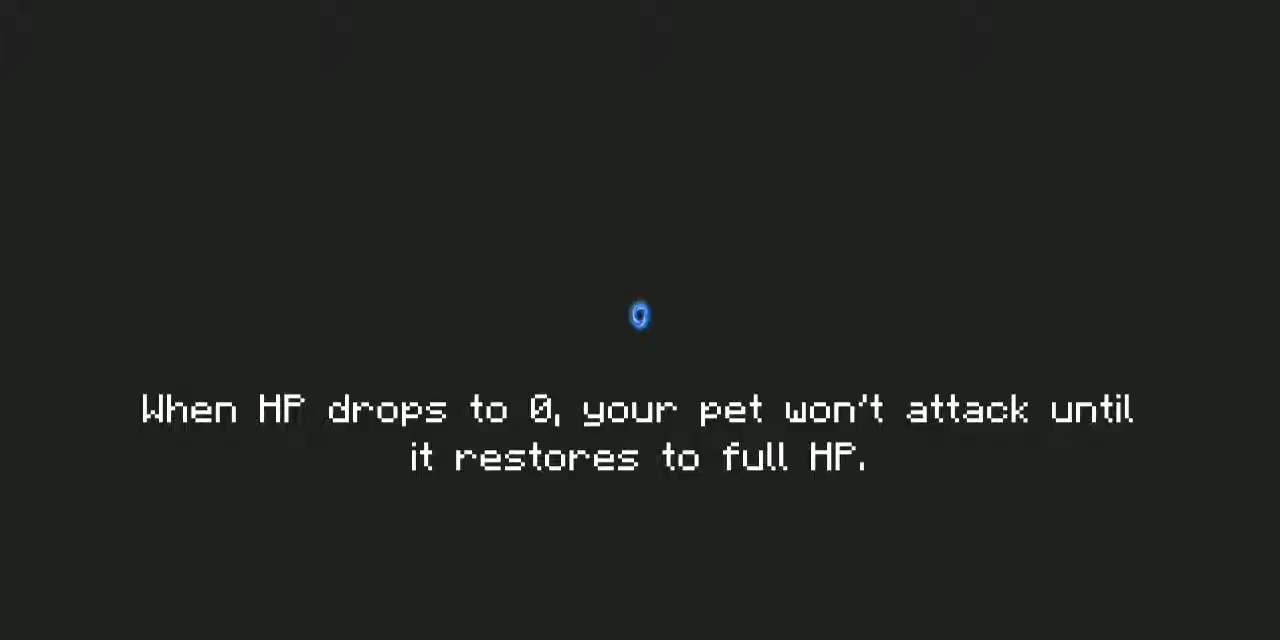 When HP drops to 0, your pet won't attack until
it restores to full HP.